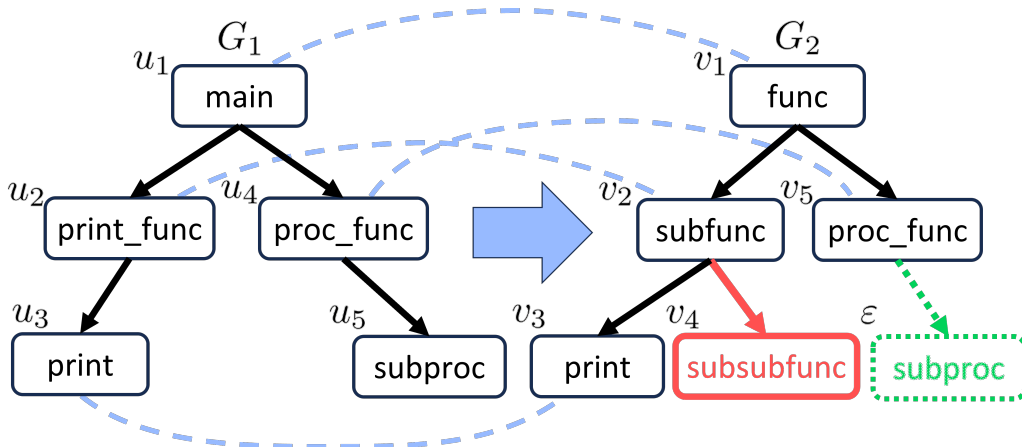 G₁ G₂
u₁ v₁
main func
u₂ u₄ v₂ v₅
print_func proc_func subfunc proc_func
u₃ u₅ v₃ v₄ ε
print subproc print subsubfunc subproc